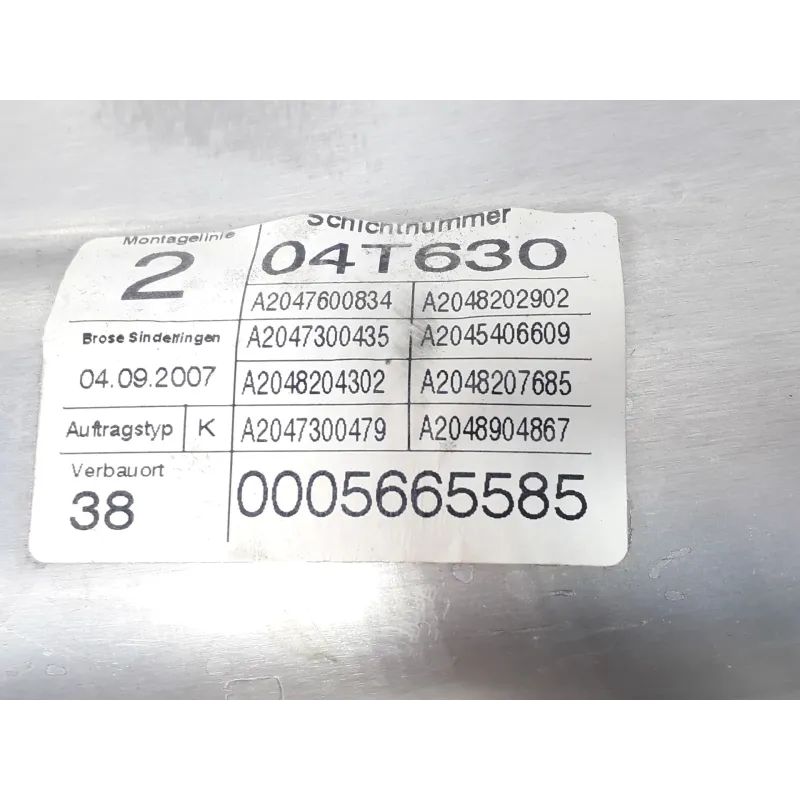 Montagelinie Schichtnummer
2 04T630
A2047600834 A2048202902
Brose Sindelfingen A2047300435 A2045406609
04.09.2007 A2048204302 A2048207685
Auftragstyp K A2047300479 A2048904867
Verbauort
38 0005665585